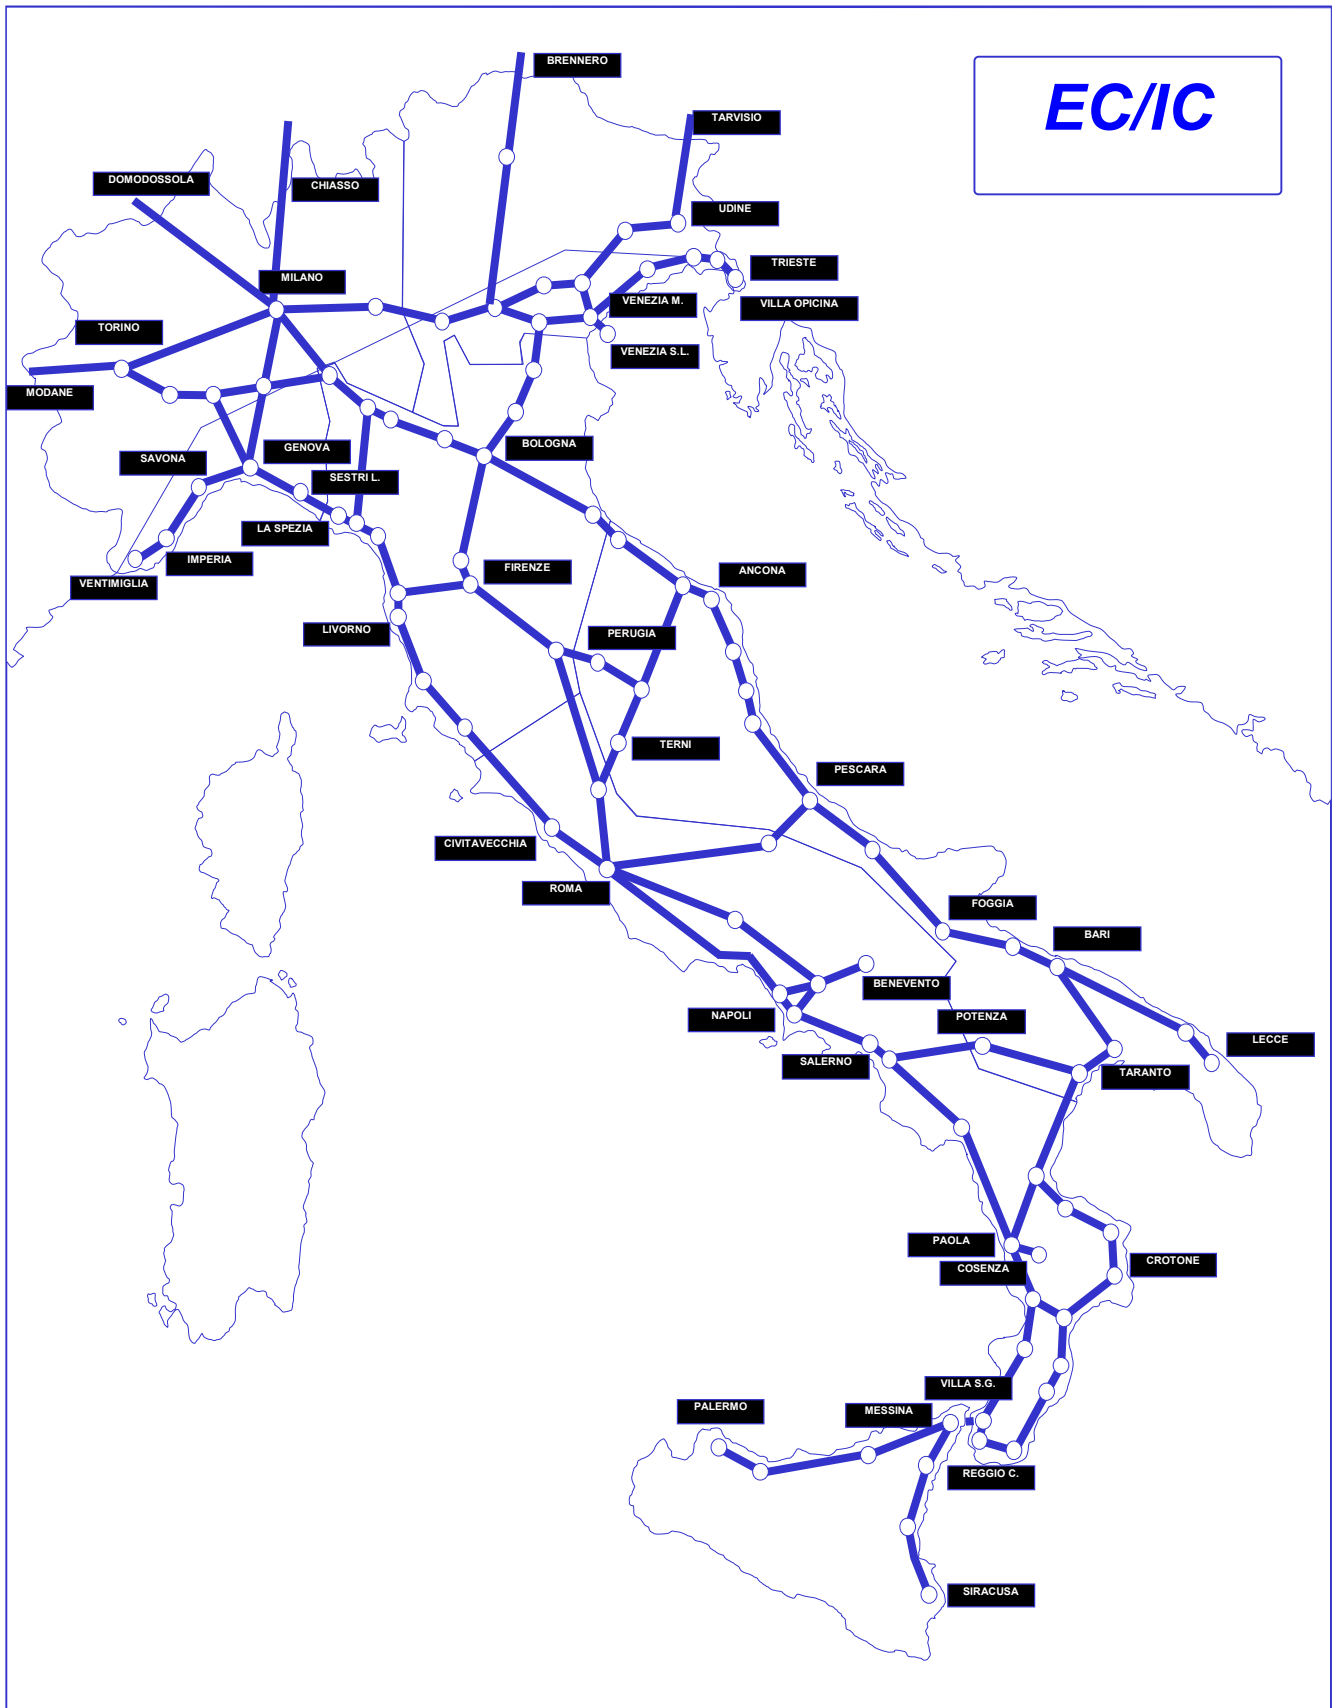 BRENNERO
EC/IC
TARVISIO
DOMODOSSOLA
CHIASSO
UDINE
TRIESTE
MILANO
VENEZIA M.
VILLA OPICINA
TORINO
VENEZIA S.L.
MODANE
BOLOGNA
GENOVA
SAVONA
SESTRI L.
LA SPEZIA
IMPERIA
FIRENZE
ANCONA
VENTIMIGLIA
LIVORNO
PERUGIA
TERNI
PESCARA
CIVITAVECCHIA
ROMA
FOGGIA
BARI
BENEVENTO
NAPOLI
POTENZA
LECCE
SALERNO
TARANTO
PAOLA
CROTONE
COSENZA
VILLA S.G.
PALERMO
MESSINA
REGGIO C.
SIRACUSA